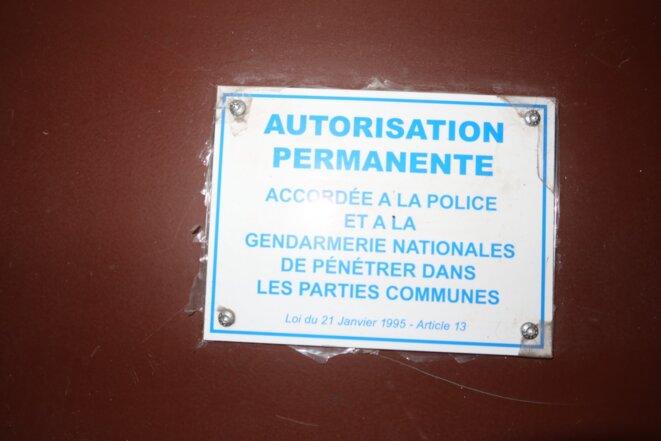 AUTORISATION
PERMANENTE
ACCORDÉE A LA POLICE
ET A LA
GENDARMERIE NATIONALES
DE PÉNÉTRER DANS
LES PARTIES COMMUNES
Loi du 21 Janvier 1995 - Article 13